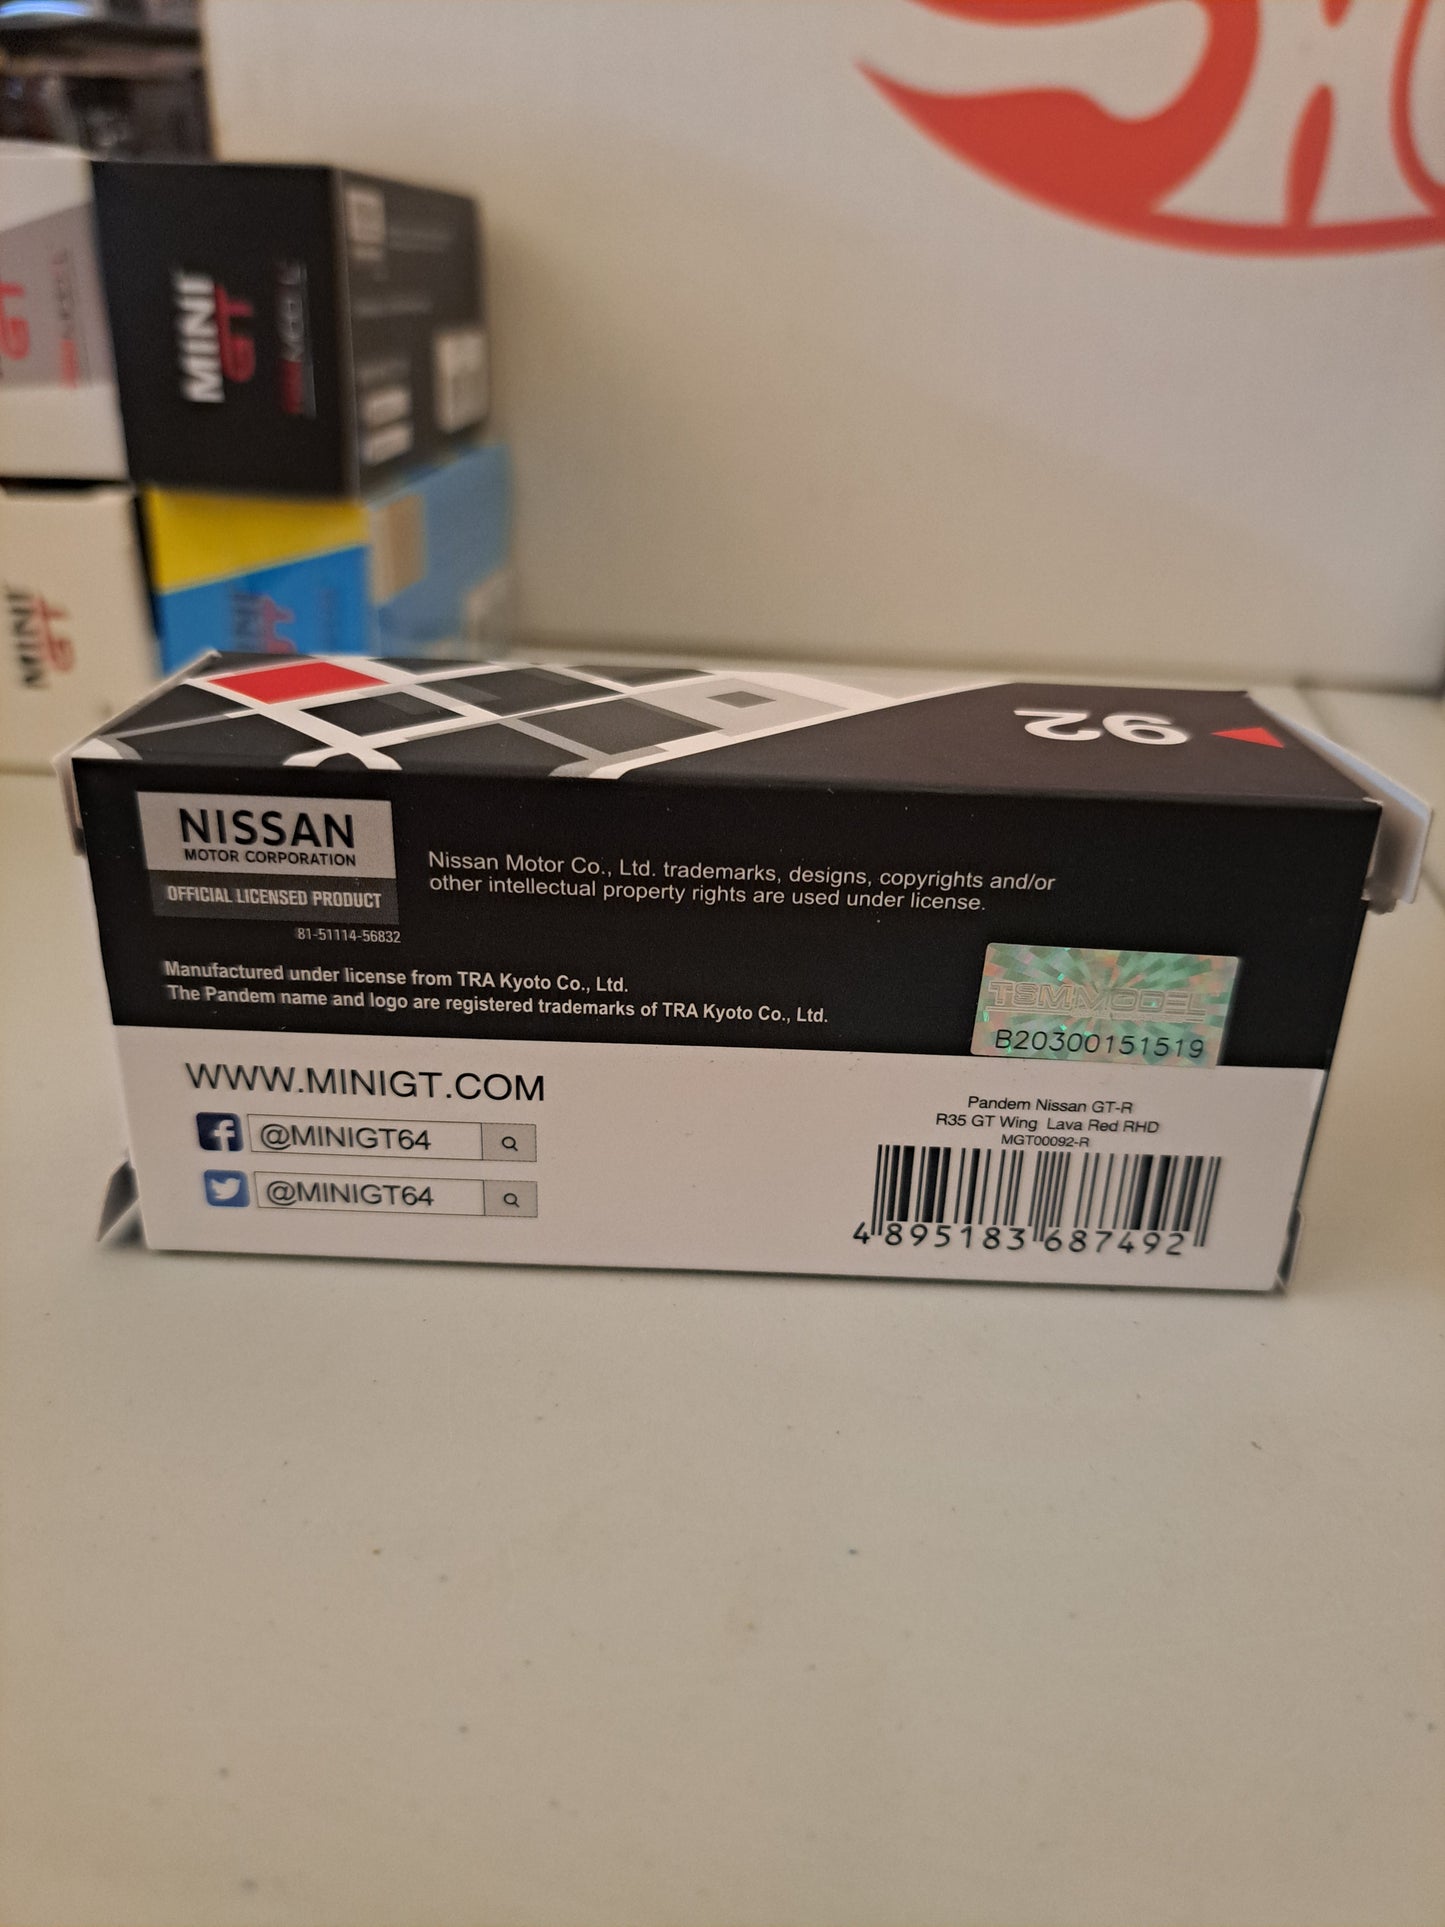 MINI
GT
MINI
GT
92
NISSAN
MOTOR CORPORATION
OFFICIAL LICENSED PRODUCT
81-51114-56832
Nissan Motor Co., Ltd. trademarks, designs, copyrights and/or
other intellectual property rights are used under license.
Manufactured under license from TRA Kyoto Co., Ltd.
The Pandem name and logo are registered trademarks of TRA Kyoto Co., Ltd.
TSMMODEL
B20300151519
WWW.MINIGT.COM
@MINIGT64
@MINIGT64
Pandem Nissan GT-R
R35 GT Wing Lava Red RHD
MGT00092-R
4 895183 687492